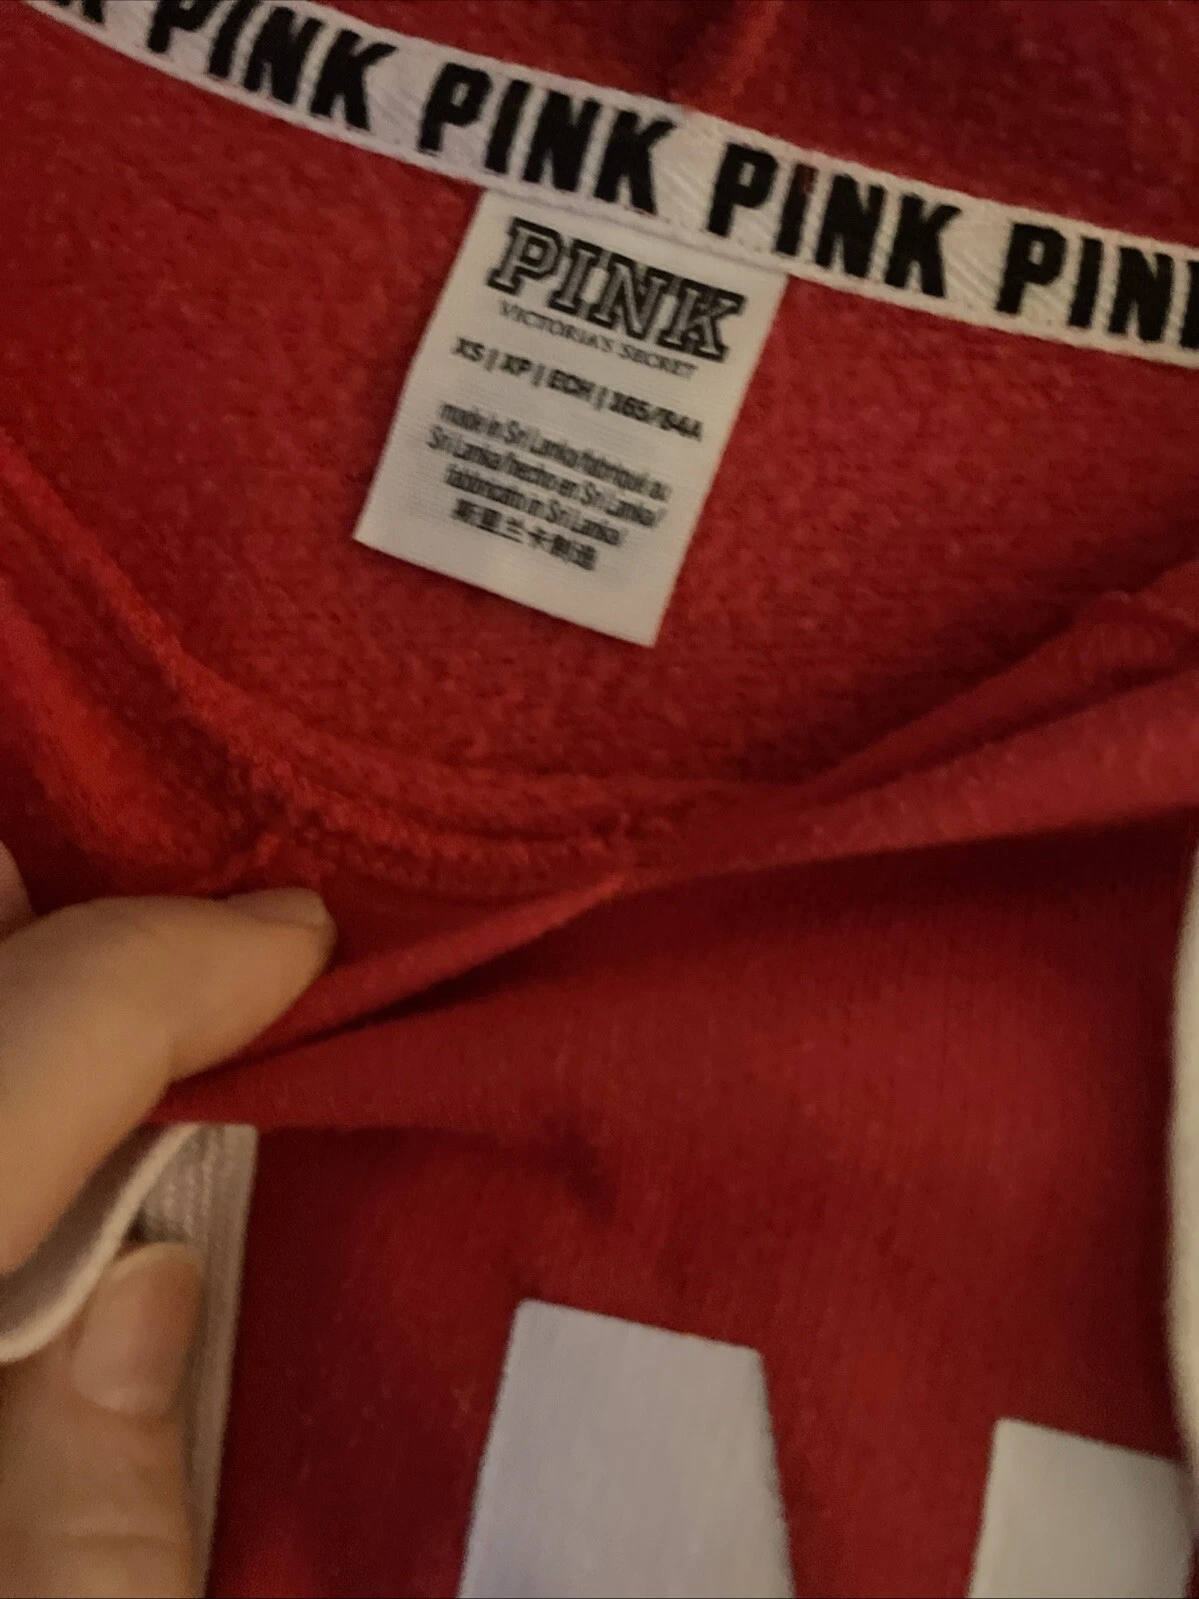 PINK PINK PINK PINK
PINK
VICTORIA'S SECRET
XS | XP | ECH | 165/84A
made in Sri Lanka/fabriqué au
Sri Lanka/hecho en Sri Lanka/
fabbricato in Sri Lanka/
斯里兰卡制造